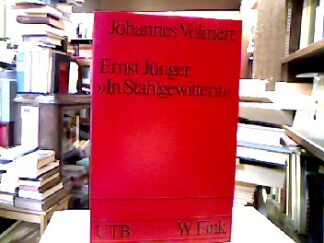 Johannes Volmert
Ernst Jünger
»In Stahlgewittern«
UTB W. Fink